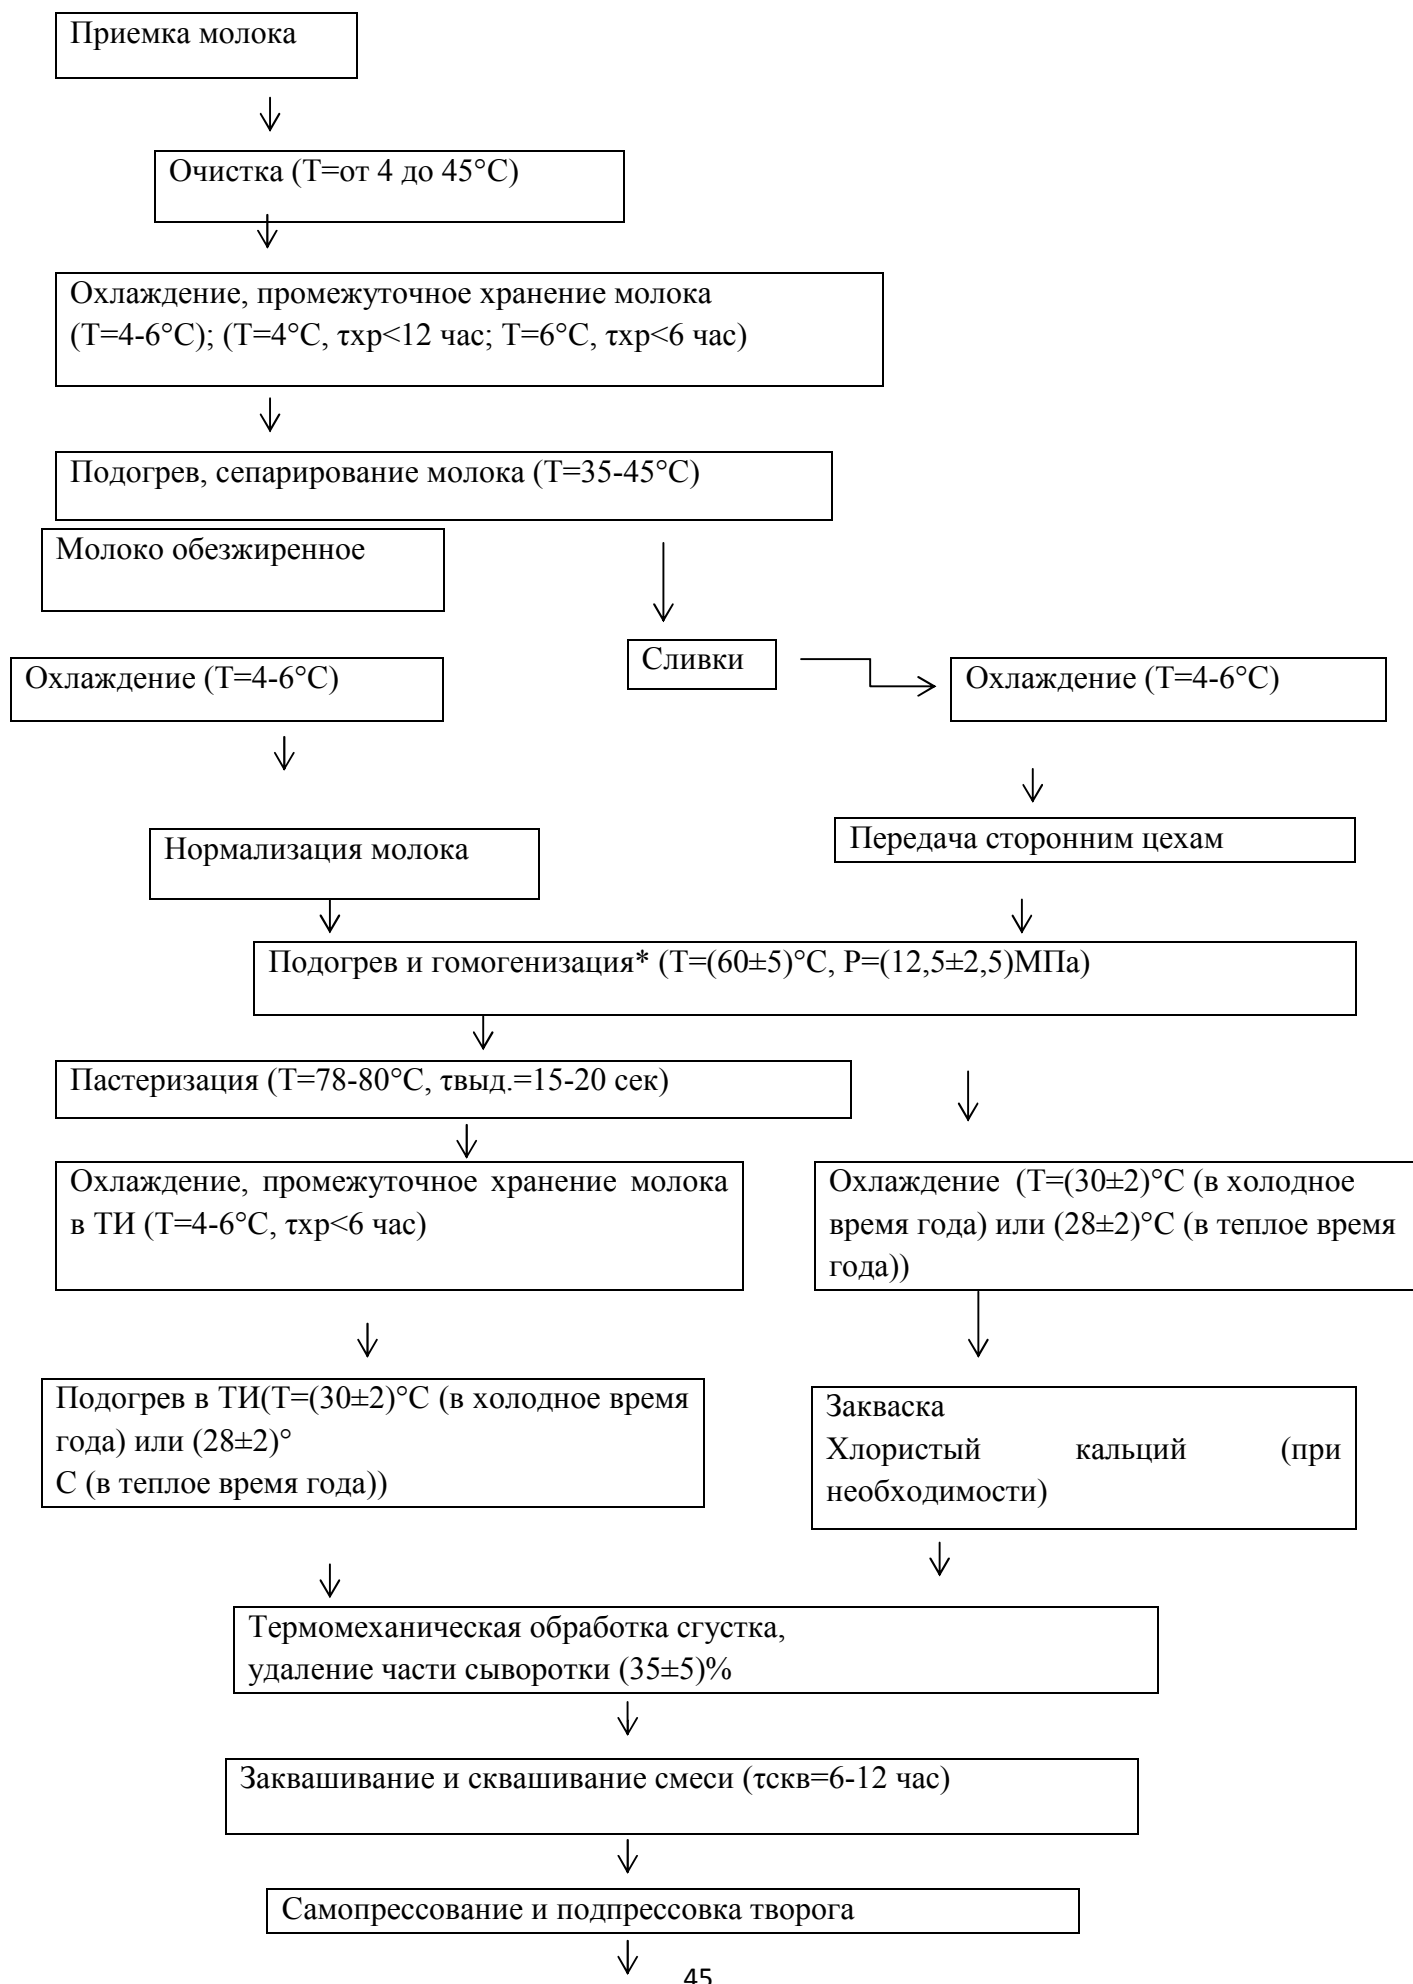 Приемка молока
Очистка (Т=от 4 до 45°С)
Охлаждение, промежуточное хранение молока
(Т=4-6°С); (Т=4°С, τхр<12 час; Т=6°С, τхр<6 час)
Подогрев, сепарирование молока (Т=35-45°С)
Молоко обезжиренное
Сливки
Охлаждение (Т=4-6°С)
Охлаждение (Т=4-6°С)
Нормализация молока
Передача сторонним цехам
Подогрев и гомогенизация* (Т=(60±5)°С, Р=(12,5±2,5)МПа)
Пастеризация (Т=78-80°С, τвыд.=15-20 сек)
Охлаждение, промежуточное хранение молока
в ТИ (Т=4-6°С, τхр<6 час)
Охлаждение (Т=(30±2)°С (в холодное
время года) или (28±2)°С (в теплое время
года))
Подогрев в ТИ(Т=(30±2)°С (в холодное время
года) или (28±2)°
С (в теплое время года))
Закваска
Хлористый кальций (при
необходимости)
Термомеханическая обработка сгустка,
удаление части сыворотки (35±5)%
Заквашивание и сквашивание смеси (τскв=6-12 час)
Самопрессование и подпрессовка творога
45